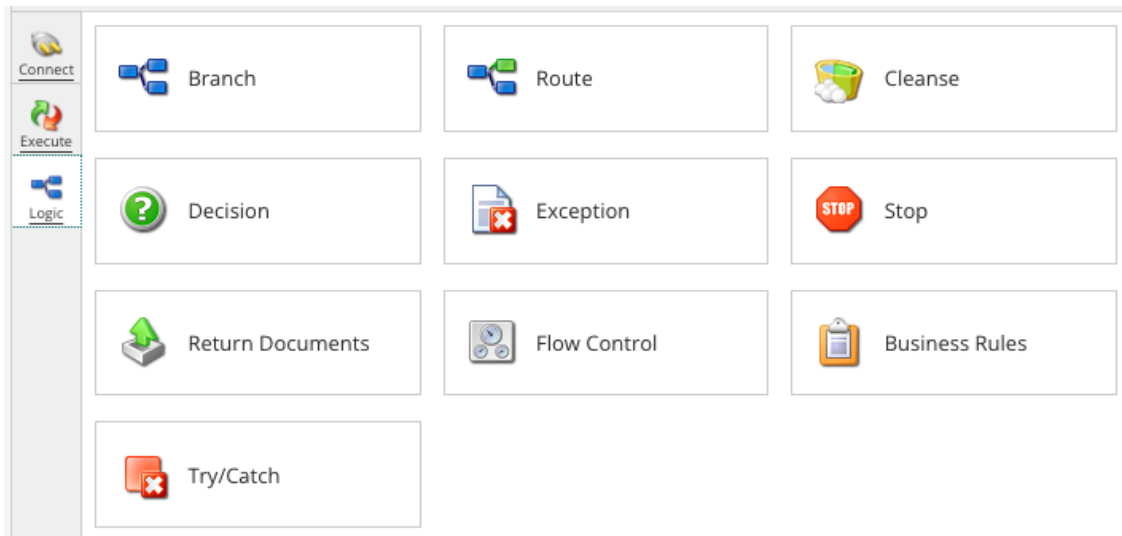 Connect
Execute
Logic
Branch
Route
Cleanse
Decision
Exception
STOP
Stop
Return Documents
Flow Control
Business Rules
Try/Catch